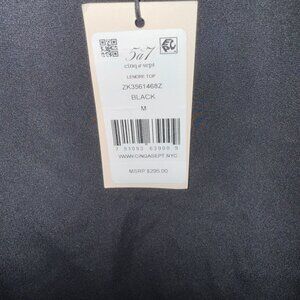 5à7
cinq à sept
LENORE TOP
ZK3561468Z
BLACK
M
WWW.CINQASEPT.NYC
MSRP $295.00